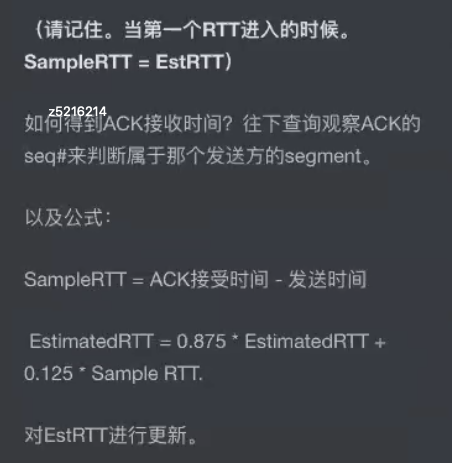 （请记住。当第一个RTT进入的时候。
SampleRTT = EstRTT）
z5216214
如何得到ACK接收时间？往下查询观察ACK的
seq#来判断属于那个发送方的segment。
以及公式：
SampleRTT = ACK接受时间 - 发送时间
EstimatedRTT = 0.875 * EstimatedRTT +
0.125 * Sample RTT.
对EstRTT进行更新。